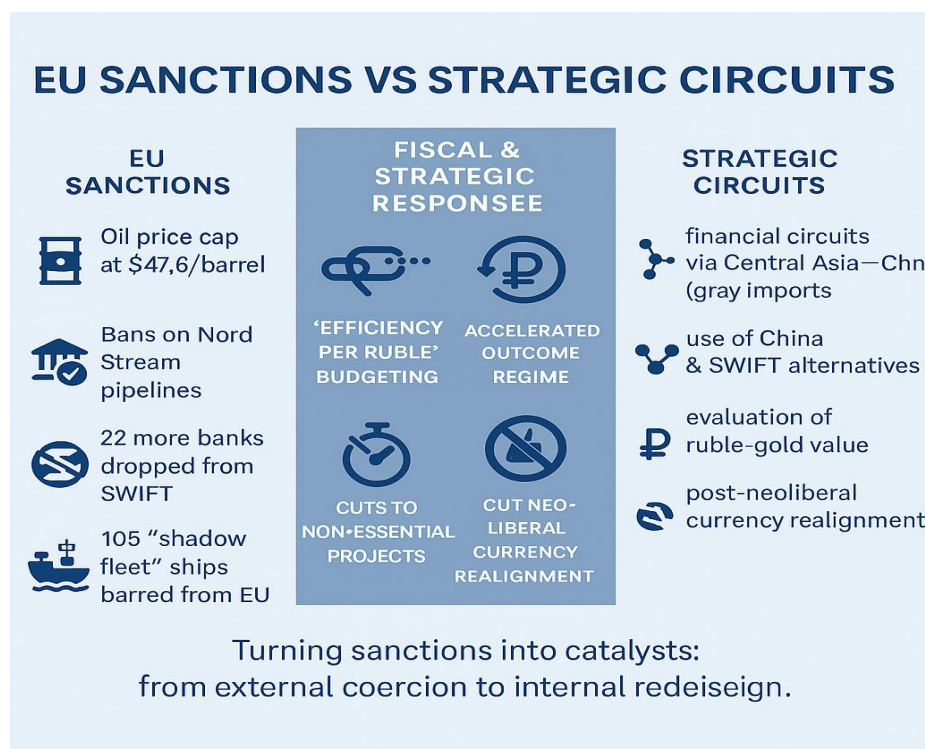 EU SANCTIONS VS STRATEGIC CIRCUITS
EU
SANCTIONS
Oil price cap
at $47,6/barrel
Bans on Nord
Stream
pipelines
22 more banks
dropped from
SWIFT
105 “shadow
fleet” ships
barred from EU
FISCAL &
STRATEGIC
RESPONSEE
‘EFFICIENCY
PER RUBLE’
BUDGETING
ACCELERATED
OUTCOME
REGIME
CUTS TO
NON•ESSENTIAL
PROJECTS
CUT NEO-
LIBERAL
CURRENCY
REALIGNMENT
STRATEGIC
CIRCUITS
financial circuits
via Central Asia—Chn
(gray imports
use of China
& SWIFT alternatives
evaluation of
ruble-gold value
post-neoliberal
currency realignment
Turning sanctions into catalysts:
from external coercion to internal redeiseign.